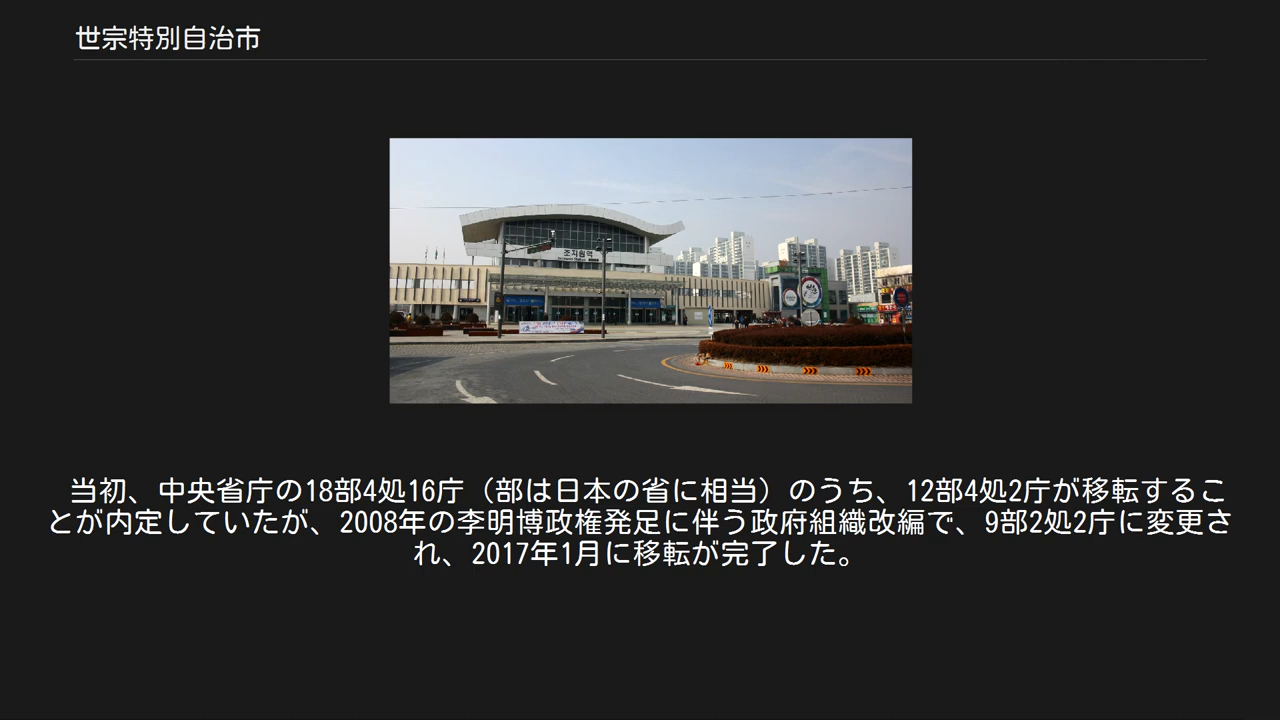 世宗特別自治市
조치원역
当初、中央省庁の18部4処16庁（部は日本の省に相当）のうち、12部4処2庁が移転するこ
とが内定していたが、2008年の李明博政権発足に伴う政府組織改編で、9部2処2庁に変更さ
れ、2017年1月に移転が完了した。